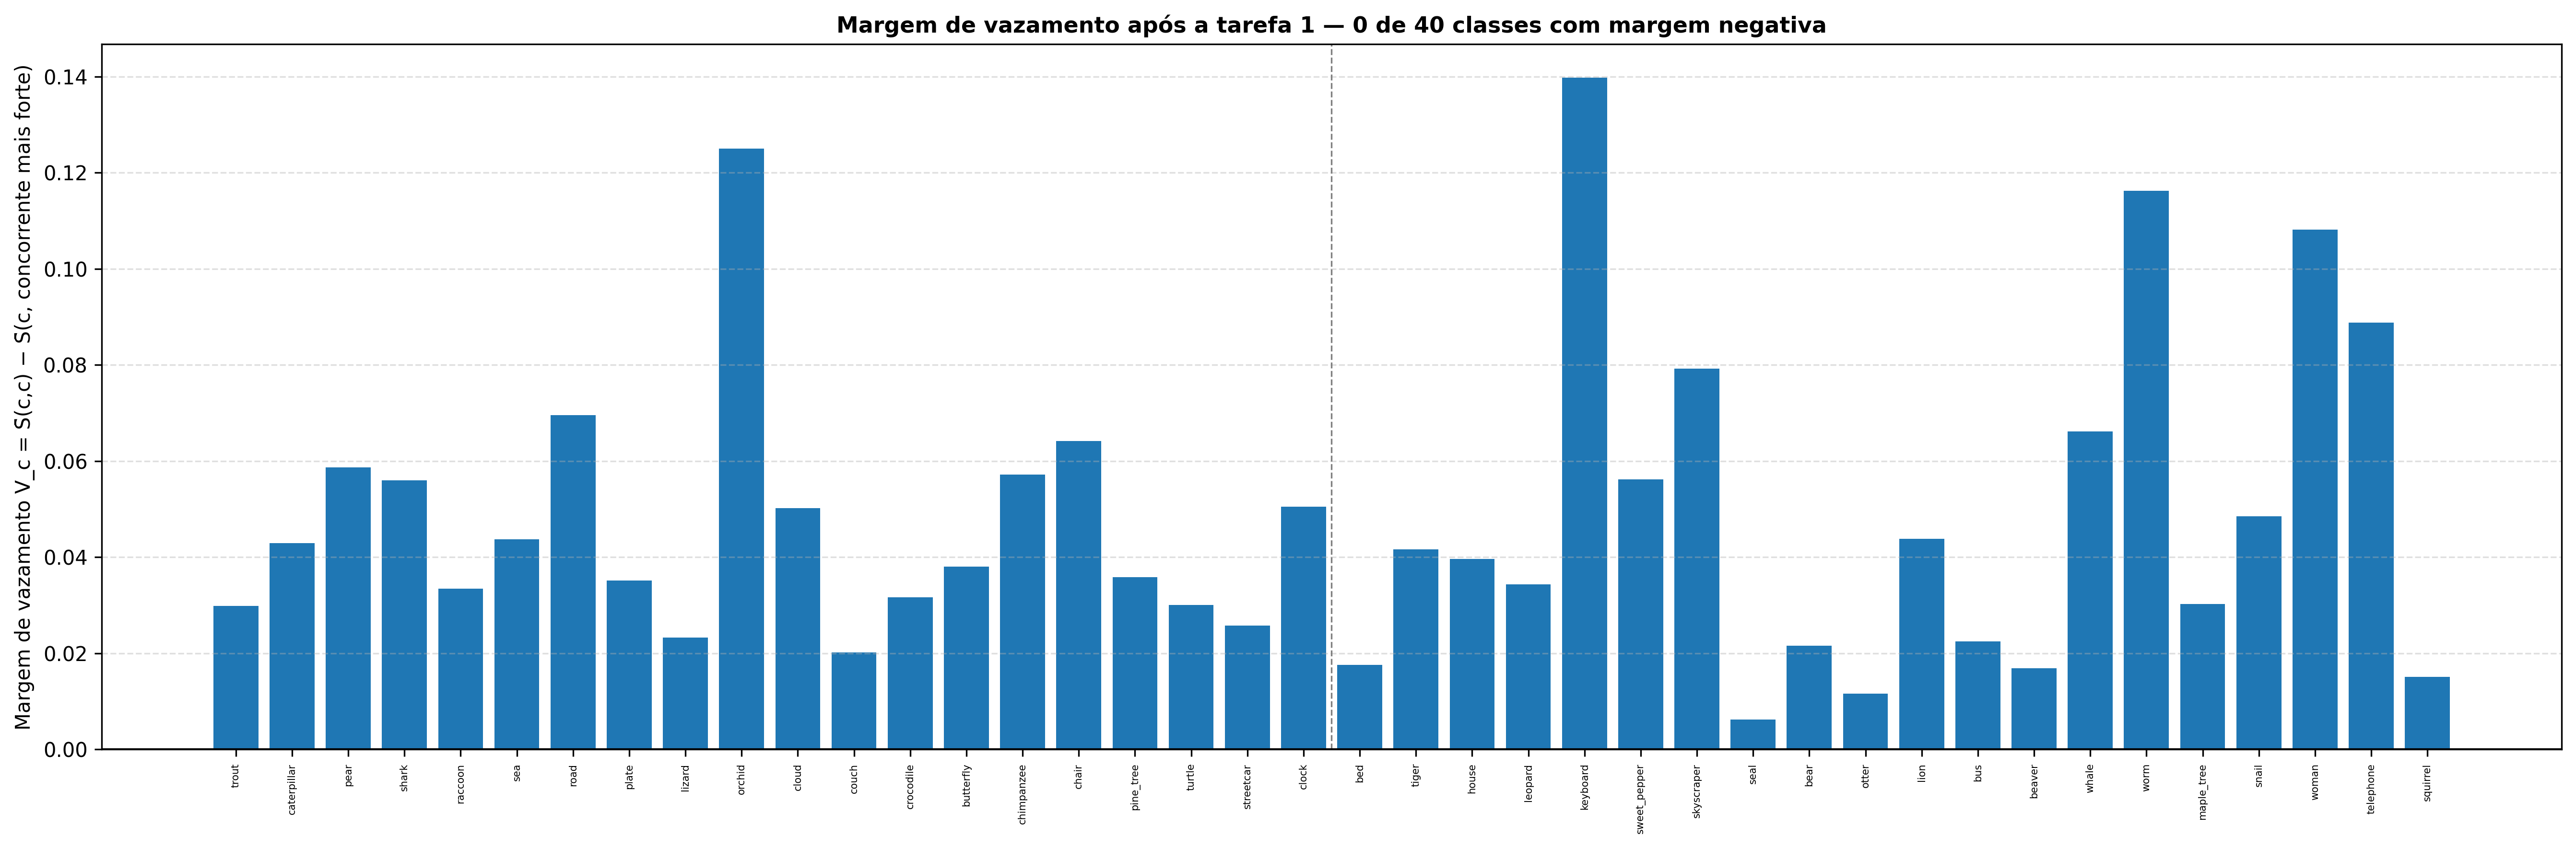 Margem de vazamento após a tarefa 1 — 0 de 40 classes com margem negativa
Margem de vazamento V_c = S(c,c) − S(c, concorrente mais forte)
0.14
0.12
0.10
0.08
0.06
0.04
0.02
0.00
trout
caterpillar
pear
shark
raccoon
sea
road
plate
lizard
orchid
cloud
couch
crocodile
butterfly
chimpanzee
chair
pine_tree
turtle
streetcar
clock
bed
tiger
house
leopard
keyboard
sweet_pepper
skyscraper
seal
bear
otter
lion
bus
beaver
whale
worm
maple_tree
snail
woman
telephone
squirrel